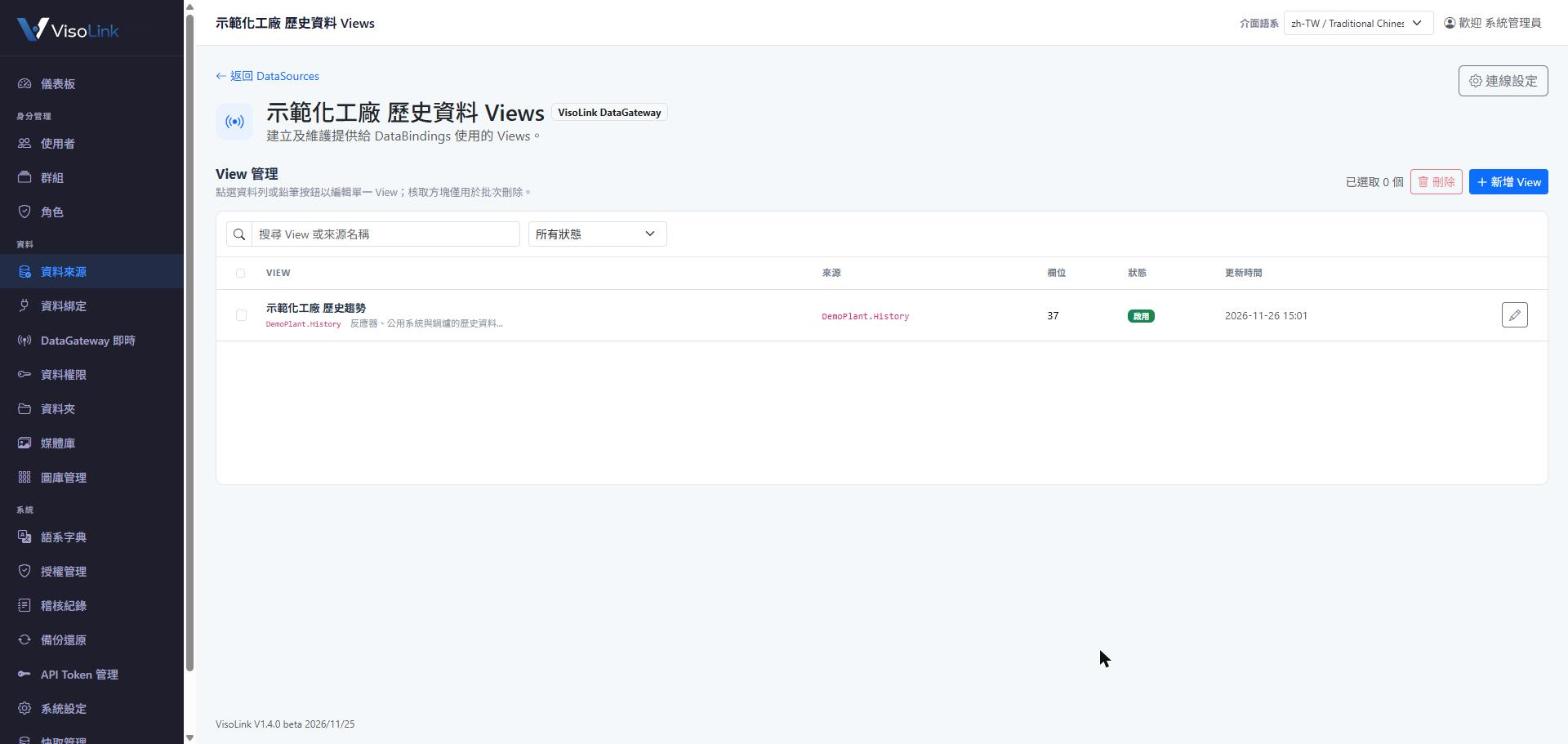 VisoLink
儀表板
身分管理
使用者
群組
角色
資料
資料來源
資料綁定
DataGateway 即時
資料權限
資料夾
媒體庫
圖庫管理
系統
語系字典
授權管理
稽核紀錄
備份還原
API Token 管理
系統設定
快取管理
示範化工廠 歷史資料 Views
介面語系
zh-TW / Traditional Chines
歡迎 系統管理員
← 返回 DataSources
連線設定
示範化工廠 歷史資料 Views
VisoLink DataGateway
建立及維護提供給 DataBindings 使用的 Views。
View 管理
點選資料列或鉛筆按鈕以編輯單一 View；核取方塊僅用於批次刪除。
已選取 0 個
刪除
+ 新增 View
搜尋 View 或來源名稱
所有狀態
VIEW 來源 欄位 狀態 更新時間
示範化工廠 歷史趨勢
DemoPlant.History 反應器、公用系統與鍋爐的歷史資料...
DemoPlant.History
37
啟用
2026-11-26 15:01
VisoLink V1.4.0 beta 2026/11/25